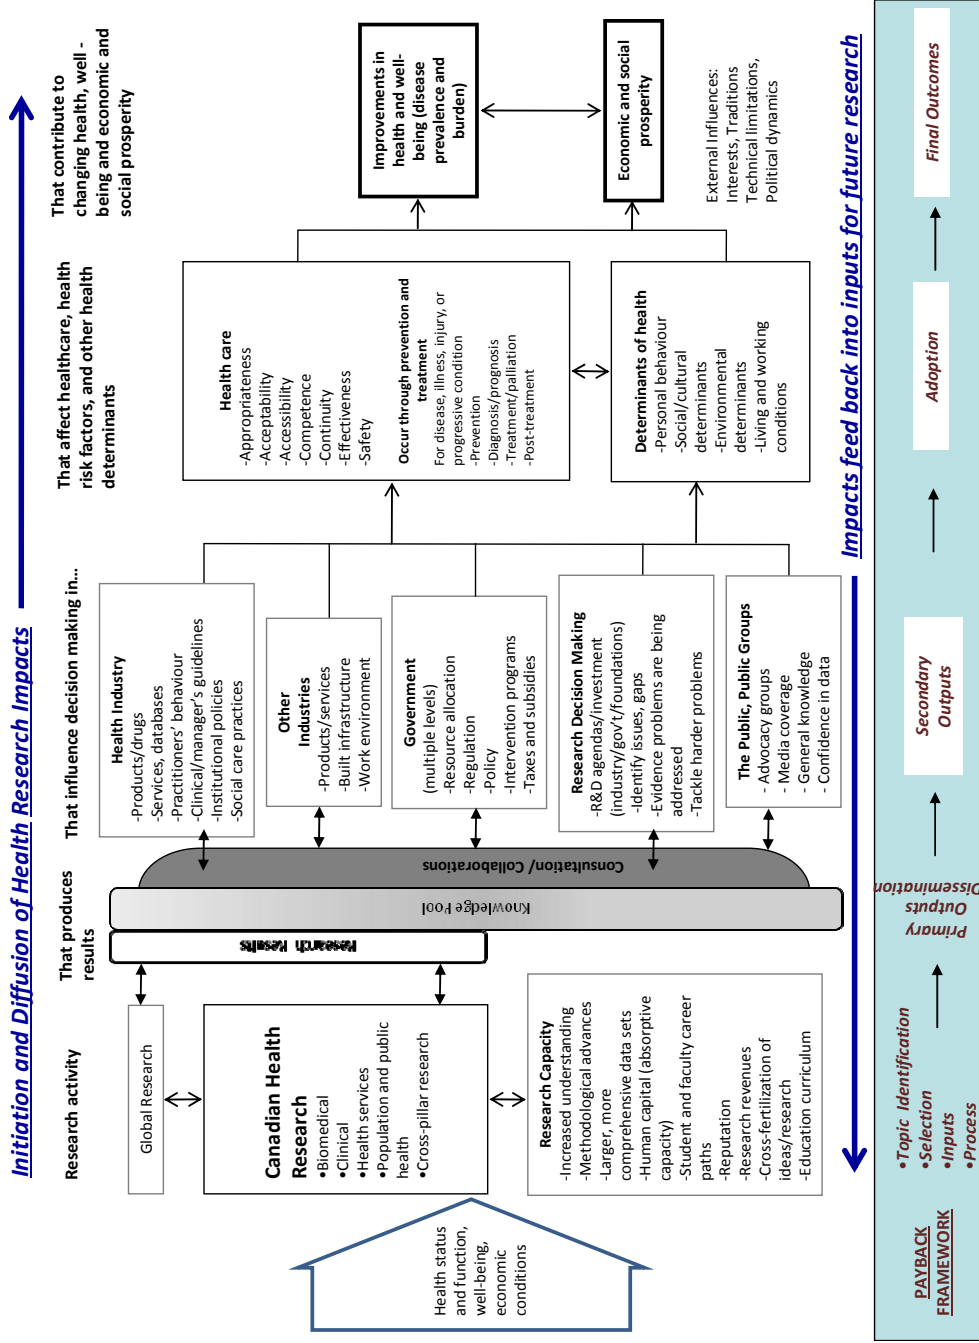 Initiation and Diffusion of Health Research Impacts
Research activity
That produces
results
That influence decision making in...
That affect healthcare, health
risk factors, and other health
determinants
That contribute to
changing health, well -
being and economic and
social prosperity
Health status
and function,
well-being,
economic
conditions
Global Research
Canadian Health
Research
•Biomedical
•Clinical
•Health services
•Population and public
health
•Cross-pillar research
Research Capacity
-Increased understanding
-Methodological advances
-Larger, more
comprehensive data sets
-Human capital (absorptive
capacity)
-Student and faculty career
paths
-Reputation
-Research revenues
-Cross-fertilization of
ideas/research
-Education curriculum
Research Results
Knowledge Pool
Consultation/ Collaborations
Health Industry
-Products/drugs
-Services, databases
-Practitioners' behaviour
-Clinical/manager's guidelines
-Institutional policies
-Social care practices
Other
Industries
-Products/services
-Built infrastructure
-Work environment
Government
(multiple levels)
-Resource allocation
-Regulation
-Policy
-Intervention programs
-Taxes and subsidies
Research Decision Making
-R&D agendas/investment
(industry/gov't/foundations)
-Identify issues, gaps
-Evidence problems are being
addressed
-Tackle harder problems
The Public, Public Groups
- Advocacy groups
- Media coverage
- General knowledge
- Confidence in data
Health care
-Appropriateness
-Acceptability
-Accessibility
-Competence
-Continuity
-Effectiveness
-Safety
Occur through prevention and
treatment
For disease, illness, injury, or
progressive condition
-Prevention
-Diagnosis/prognosis
-Treatment/palliation
-Post-treatment
Determinants of health
-Personal behaviour
-Social/cultural
determinants
-Environmental
determinants
-Living and working
conditions
Improvements in
health and well-
being (disease
prevalence and
burden)
Economic and social
prosperity
External Influences:
Interests, Traditions
Technical limitations,
Political dynamics
Impacts feed back into inputs for future research
PAYBACK
FRAMEWORK
•Topic Identification
•Selection
•Inputs
•Process
Primary
Outputs
Dissemination
Secondary
Outputs
Adoption
Final Outcomes